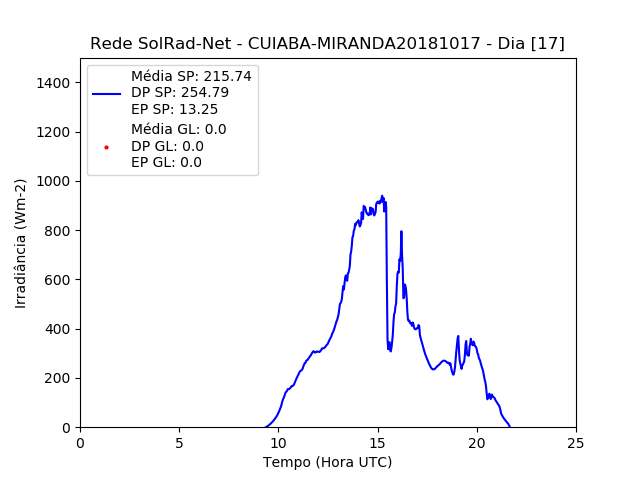 Rede SolRad-Net - CUIABA-MIRANDA20181017 - Dia [17]
Média SP: 215.74
DP SP: 254.79
EP SP: 13.25
Média GL: 0.0
DP GL: 0.0
EP GL: 0.0
1400
1200
1000
800
600
400
200
0
Irradiância (Wm-2)
0 5 10 15 20 25
Tempo (Hora UTC)